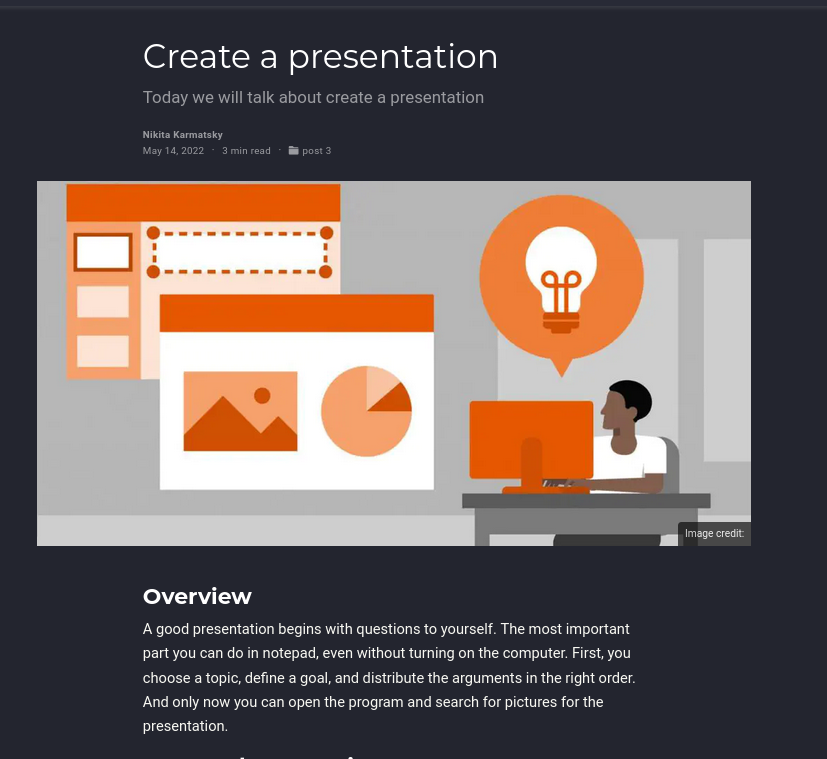 Create a presentation
Today we will talk about create a presentation
Nikita Karmatsky
May 14, 2022 · 3 min read · post 3
Image credit:
Overview
A good presentation begins with questions to yourself. The most important
part you can do in notepad, even without turning on the computer. First, you
choose a topic, define a goal, and distribute the arguments in the right order.
And only now you can open the program and search for pictures for the
presentation.